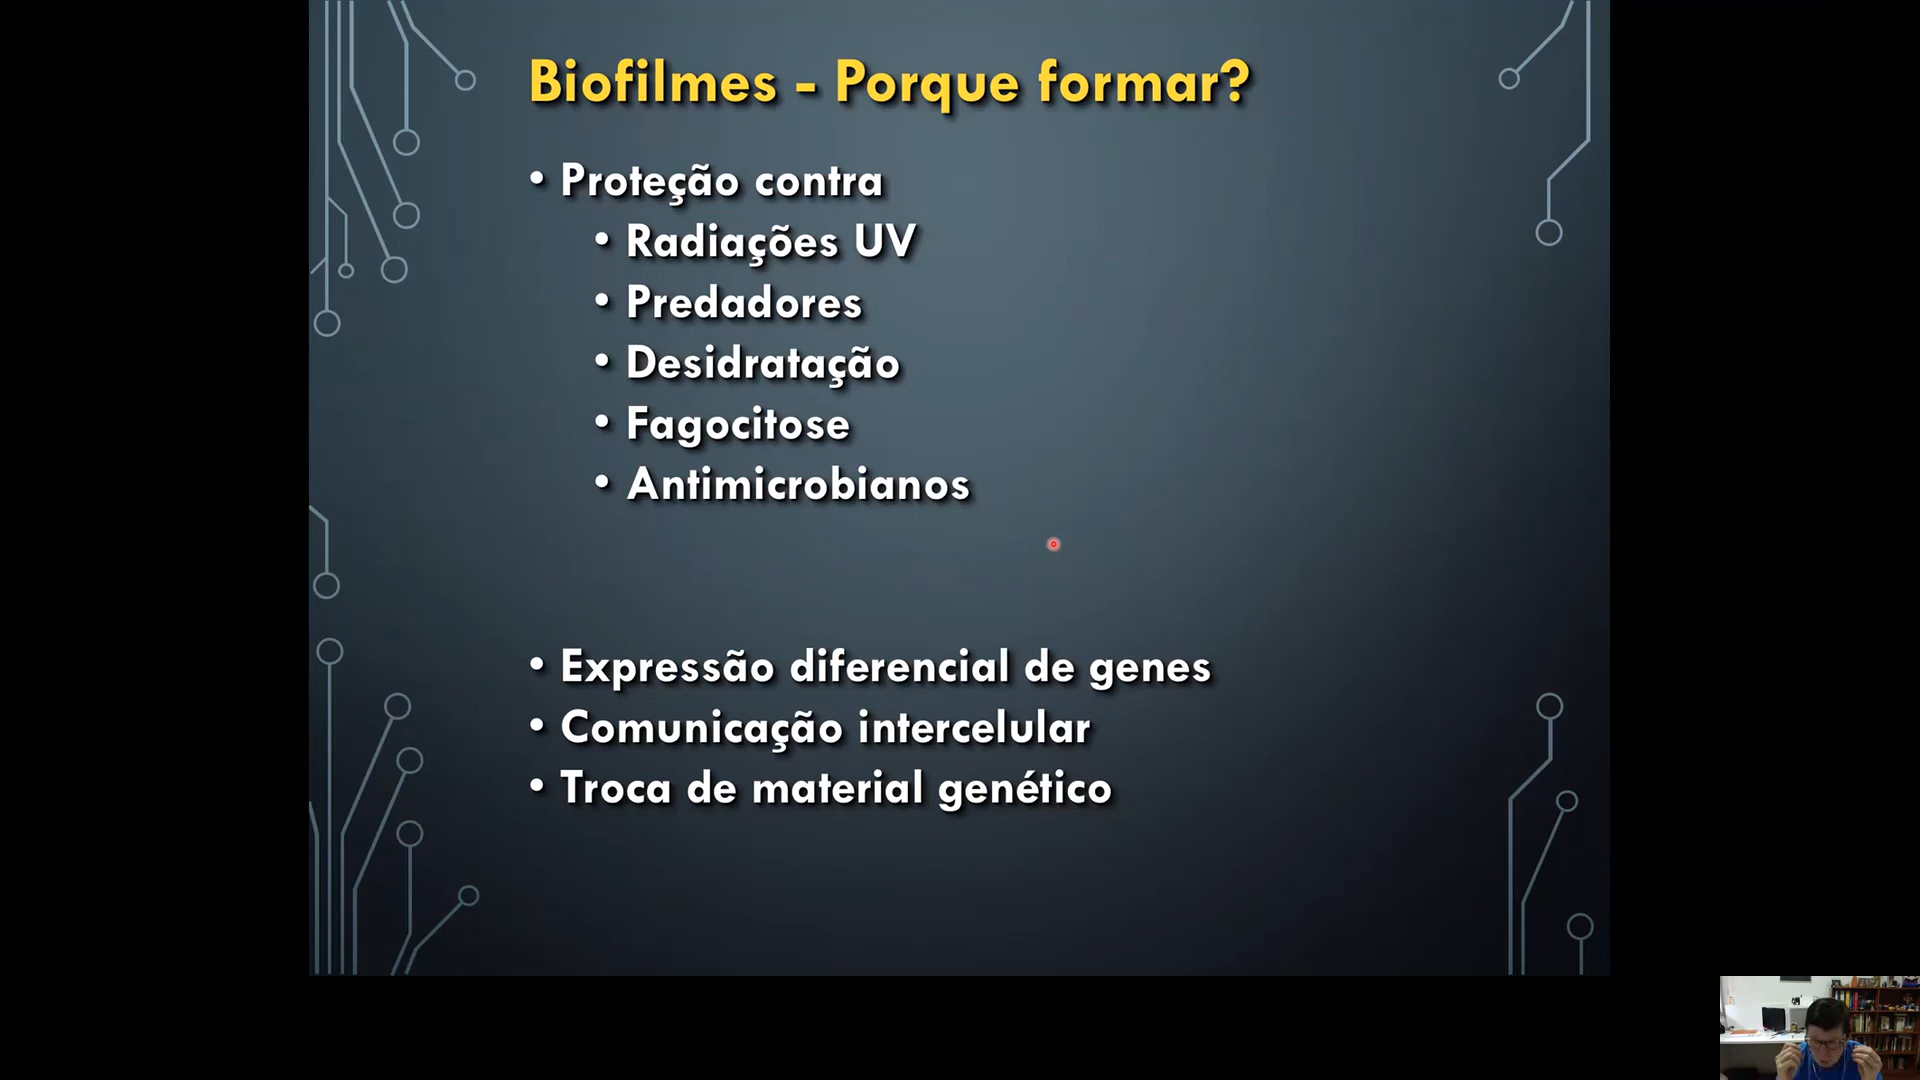 Biofilmes - Porque formar?
• Proteção contra
• Radiações UV
• Predadores
• Desidratação
• Fagocitose
• Antimicrobianos
• Expressão diferencial de genes
• Comunicação intercelular
• Troca de material genético